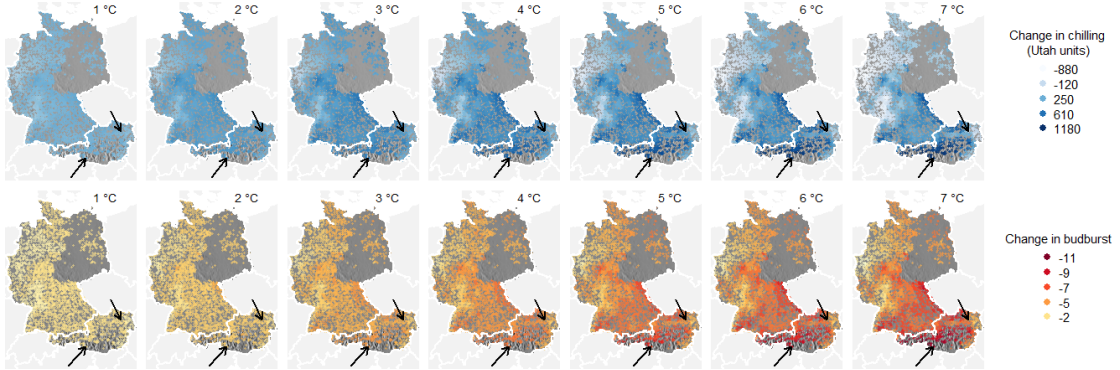 1 °C
2 °C
3 °C
4 °C
5 °C
6 °C
7 °C
Change in chilling
(Utah units)
-880
-120
250
610
1180
1 °C
2 °C
3 °C
4 °C
5 °C
6 °C
7 °C
Change in budburst
-11
-9
-7
-5
-2